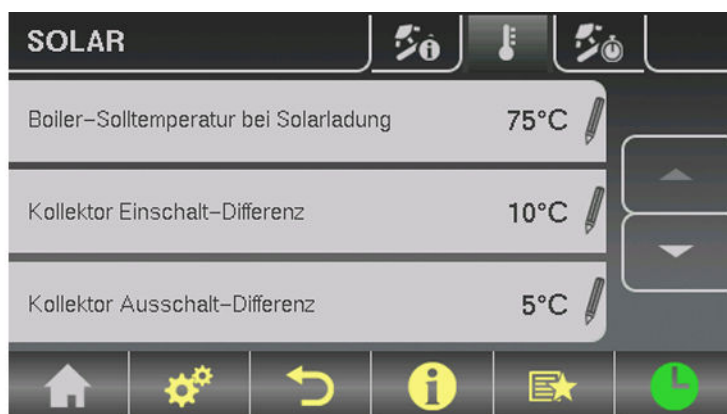 SOLAR
Boiler-Solltemperatur bei Solarladung 75°C
Kollektor Einschalt-Differenz 10°C
Kollektor Ausschalt-Differenz 5°C